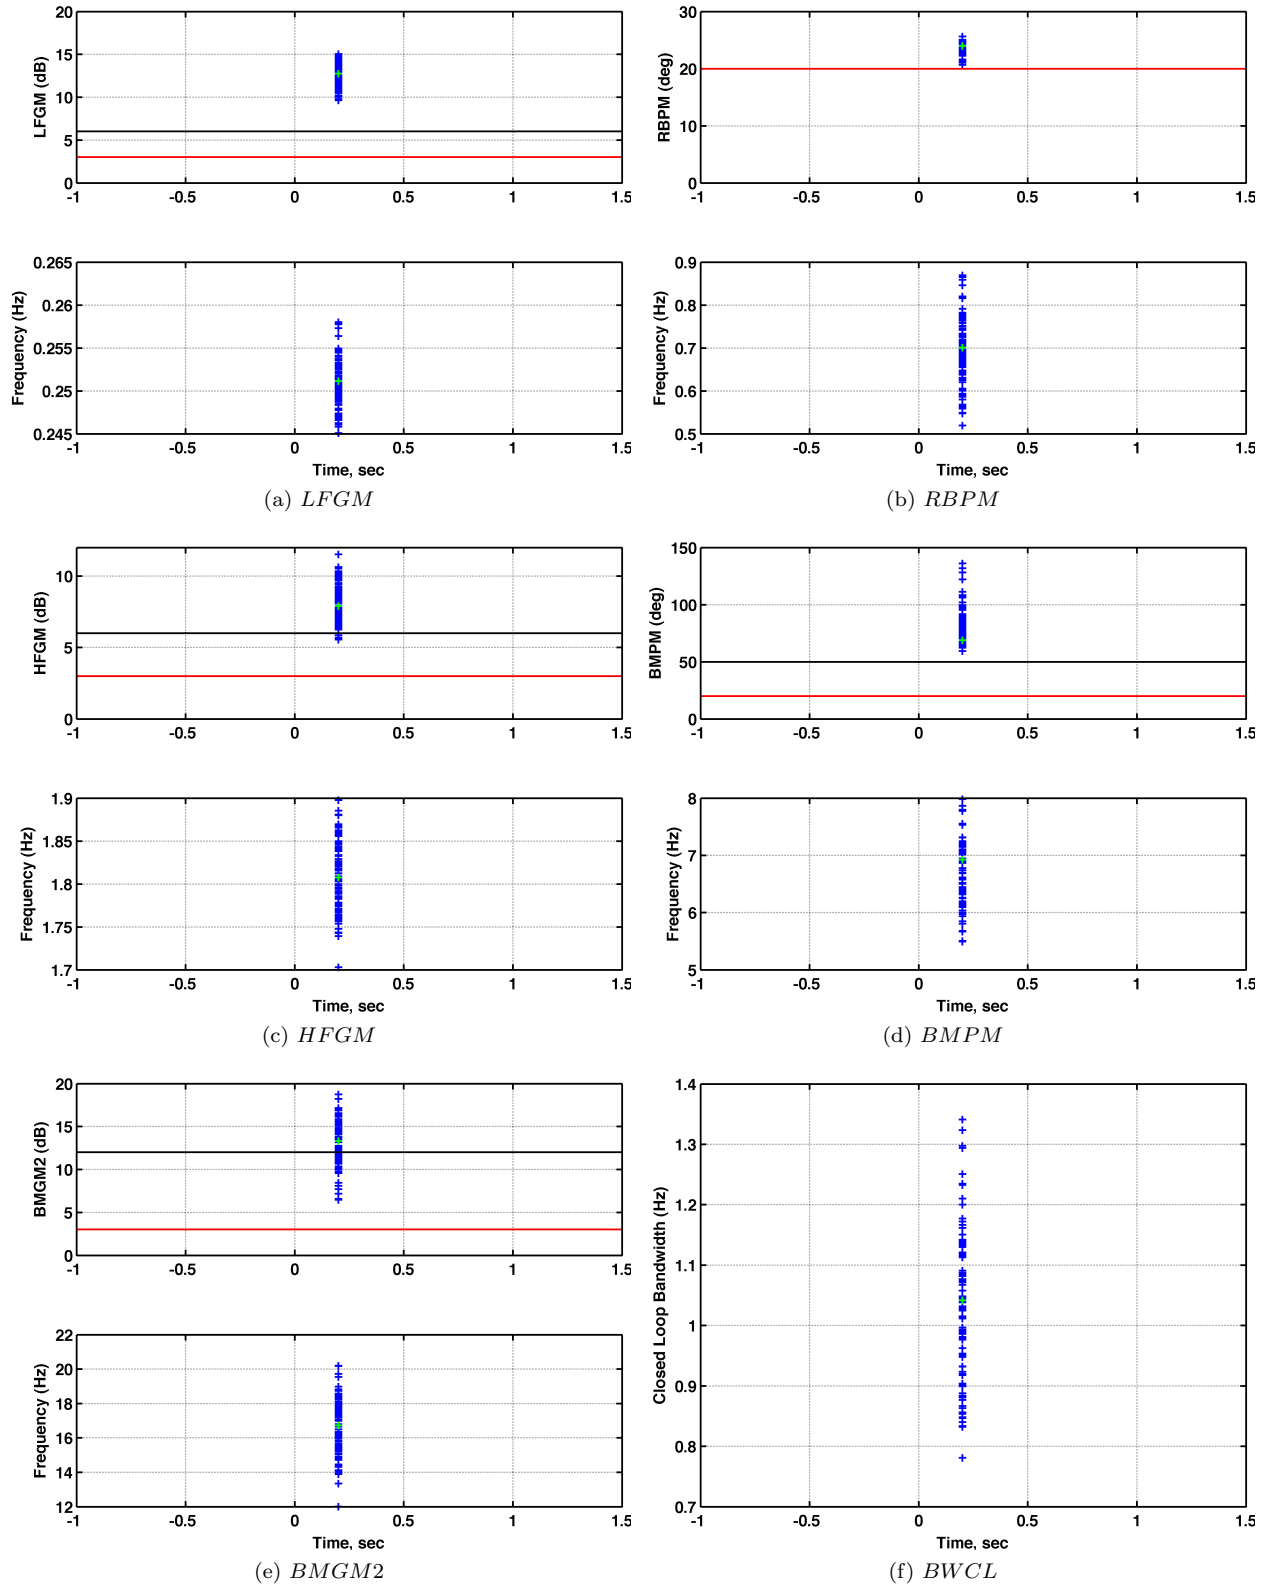 20
15
10
5
0
LFGM (dB)
-1 -0.5 0 0.5 1 1.5
0.265
0.26
0.255
0.25
0.245
Frequency (Hz)
-1 -0.5 0 0.5 1 1.5
Time, sec
(a) LFGM
30
20
10
0
RBPM (deg)
-1 -0.5 0 0.5 1 1.5
0.9
0.8
0.7
0.6
0.5
Frequency (Hz)
-1 -0.5 0 0.5 1 1.5
Time, sec
(b) RBPM
10
5
0
HFGM (dB)
-1 -0.5 0 0.5 1 1.5
1.9
1.85
1.8
1.75
1.7
Frequency (Hz)
-1 -0.5 0 0.5 1 1.5
Time, sec
(c) HFGM
150
100
50
0
BMPM (deg)
-1 -0.5 0 0.5 1 1.5
8
7
6
5
Frequency (Hz)
-1 -0.5 0 0.5 1 1.5
Time, sec
(d) BMPM
20
15
10
5
0
BMGM2 (dB)
-1 -0.5 0 0.5 1 1.5
22
20
18
16
14
12
Frequency (Hz)
-1 -0.5 0 0.5 1 1.5
Time, sec
(e) BMGM2
1.4
1.3
1.2
1.1
1
0.9
0.8
0.7
Closed Loop Bandwidth (Hz)
-1 -0.5 0 0.5 1 1.5
Time, sec
(f) BWCL